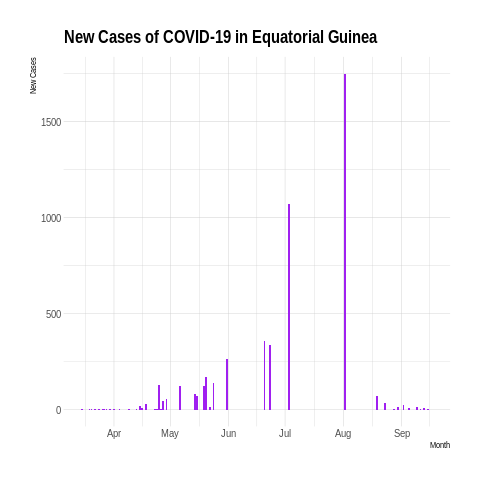 New Cases of COVID-19 in Equatorial Guinea
New Cases
1500
1000
500
0
Apr May Jun Jul Aug Sep
Month